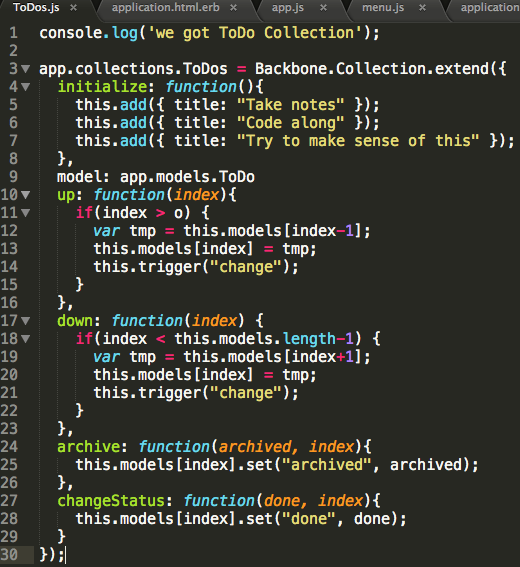 ToDos.js × application.html.erb × app.js × menu.js × application
1 console.log('we got ToDo Collection');
2
3 app.collections.ToDos = Backbone.Collection.extend({
4 initialize: function(){
5 this.add({ title: "Take notes" });
6 this.add({ title: "Code along" });
7 this.add({ title: "Try to make sense of this" });
8 },
9 model: app.models.ToDo
10 up: function(index){
11 if(index > o) {
12 var tmp = this.models[index-1];
13 this.models[index] = tmp;
14 this.trigger("change");
15 }
16 },
17 down: function(index) {
18 if(index < this.models.length-1) {
19 var tmp = this.models[index+1];
20 this.models[index] = tmp;
21 this.trigger("change");
22 }
23 },
24 archive: function(archived, index){
25 this.models[index].set("archived", archived);
26 },
27 changeStatus: function(done, index){
28 this.models[index].set("done", done);
29 }
30 });